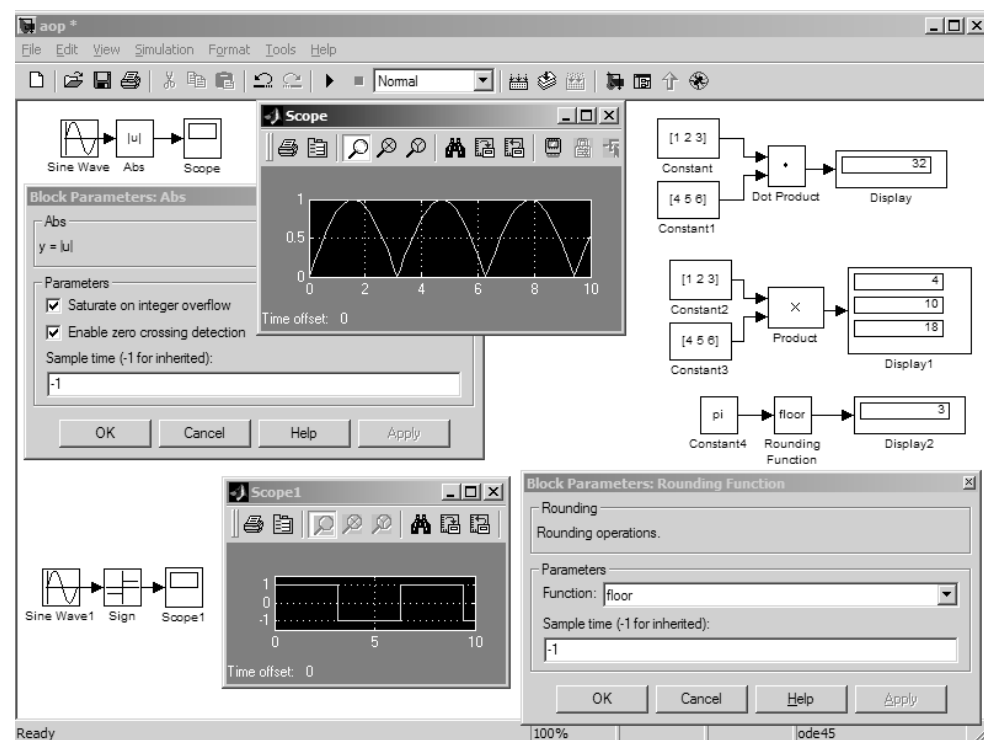 aop *
File Edit View Simulation Format Tools Help
Normal
|u|
Sine Wave Abs Scope
Block Parameters: Abs
Abs
y = |u|
Parameters
Saturate on integer overflow
Enable zero crossing detection
Sample time (-1 for inherited):
-1
OK Cancel Help Apply
Scope
1
0.5
0
0 2 4 6 8 10
Time offset: 0
[1 2 3]
Constant
[4 5 6]
Constant1
Dot Product
32
Display
[1 2 3]
Constant2
[4 5 6]
Constant3
×
Product
4
10
18
Display1
pi
Constant4
floor
Rounding
Function
3
Display2
Sine Wave1 Sign Scope1
Scope1
1
0
-1
0 5 10
Time offset: 0
Block Parameters: Rounding Function
Rounding
Rounding operations.
Parameters
Function: floor
Sample time (-1 for inherited):
-1
OK Cancel Help Apply
Ready 100% ode45